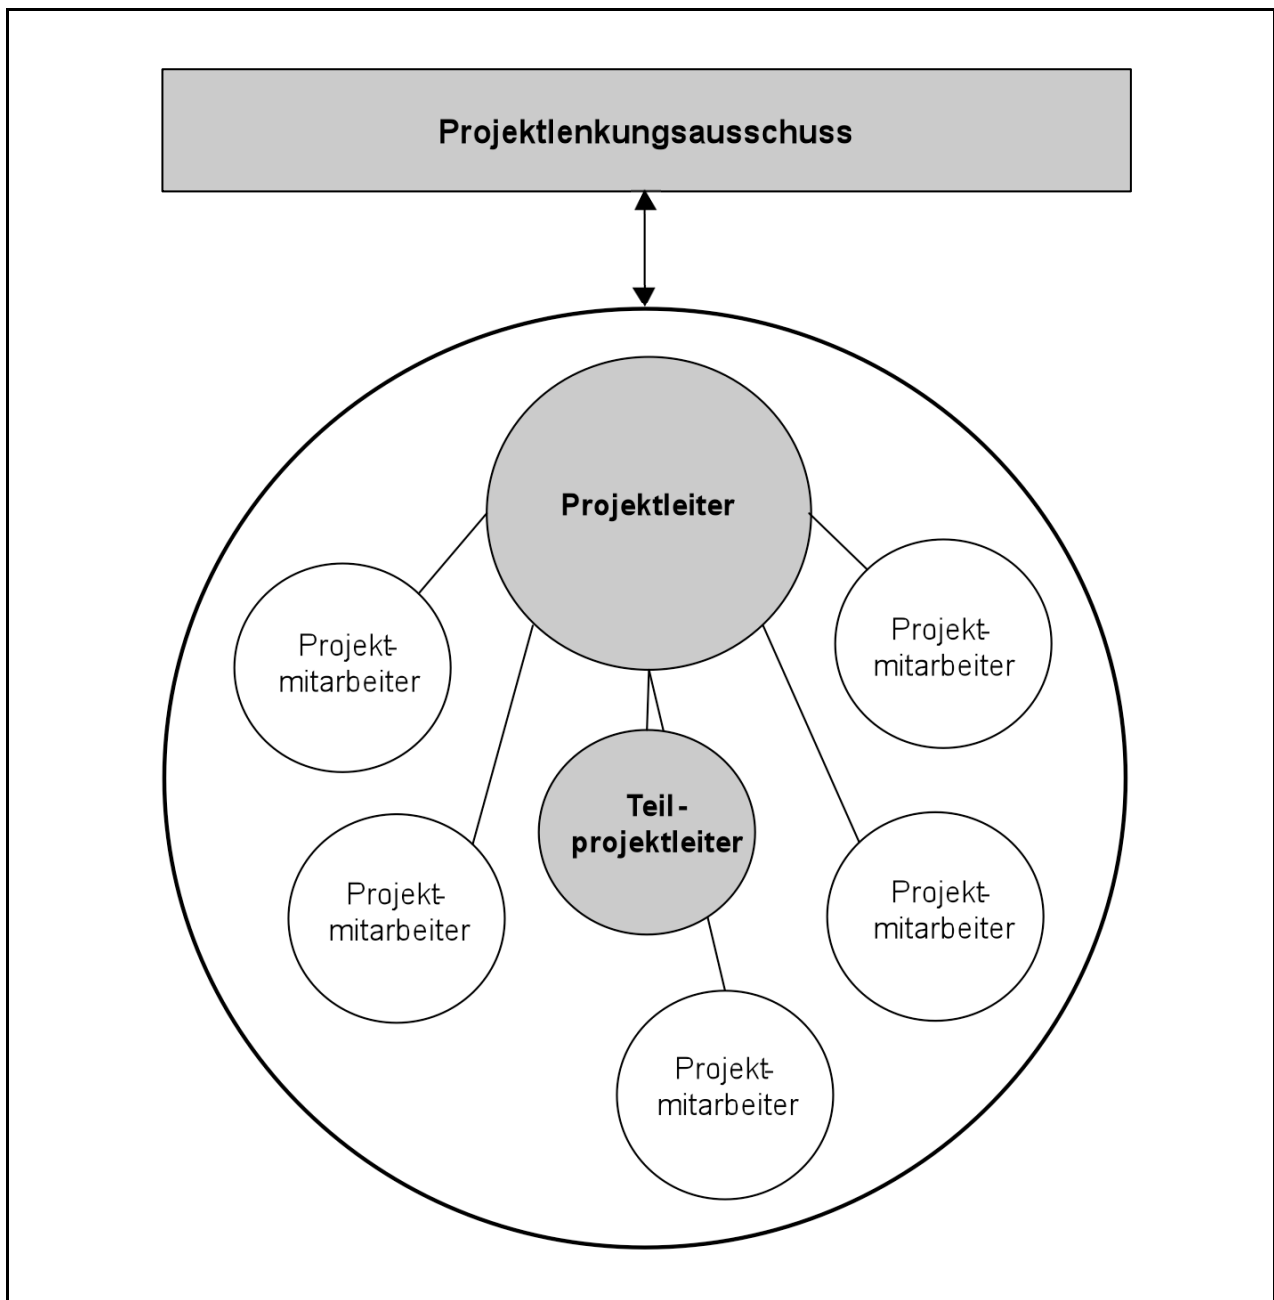 Projektlenkungsausschuss
Projektleiter
Projekt-
mitarbeiter
Projekt-
mitarbeiter
Teil-
projektleiter
Projekt-
mitarbeiter
Projekt-
mitarbeiter
Projekt-
mitarbeiter